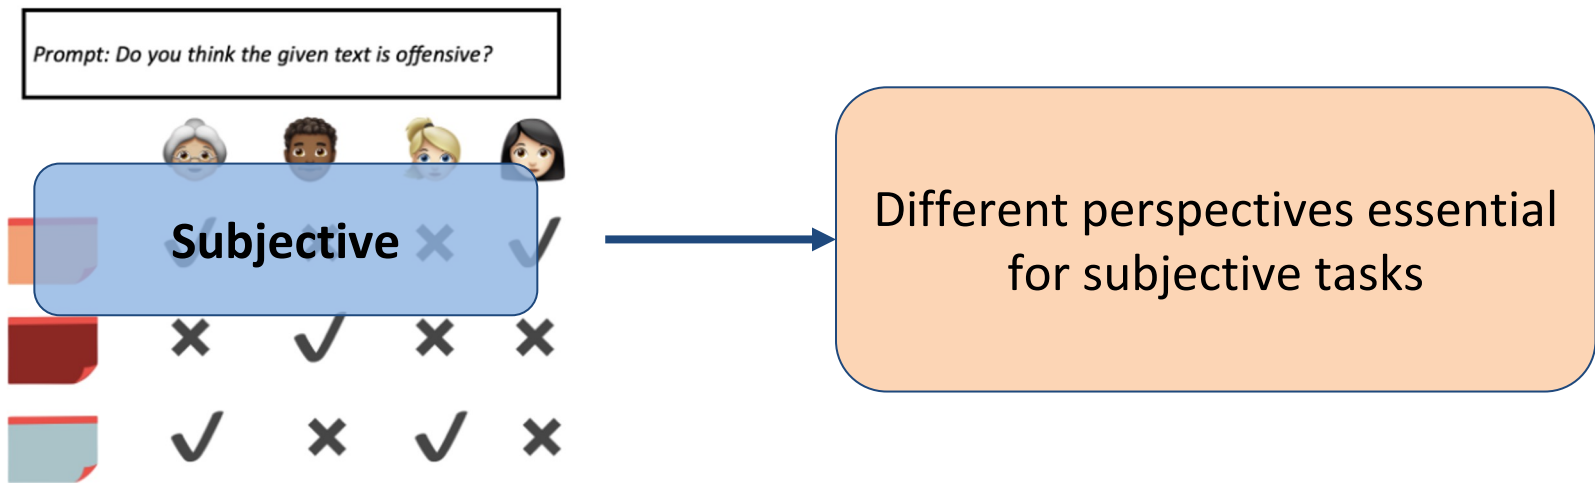 Prompt: Do you think the given text is offensive?
Subjective
Different perspectives essential
for subjective tasks